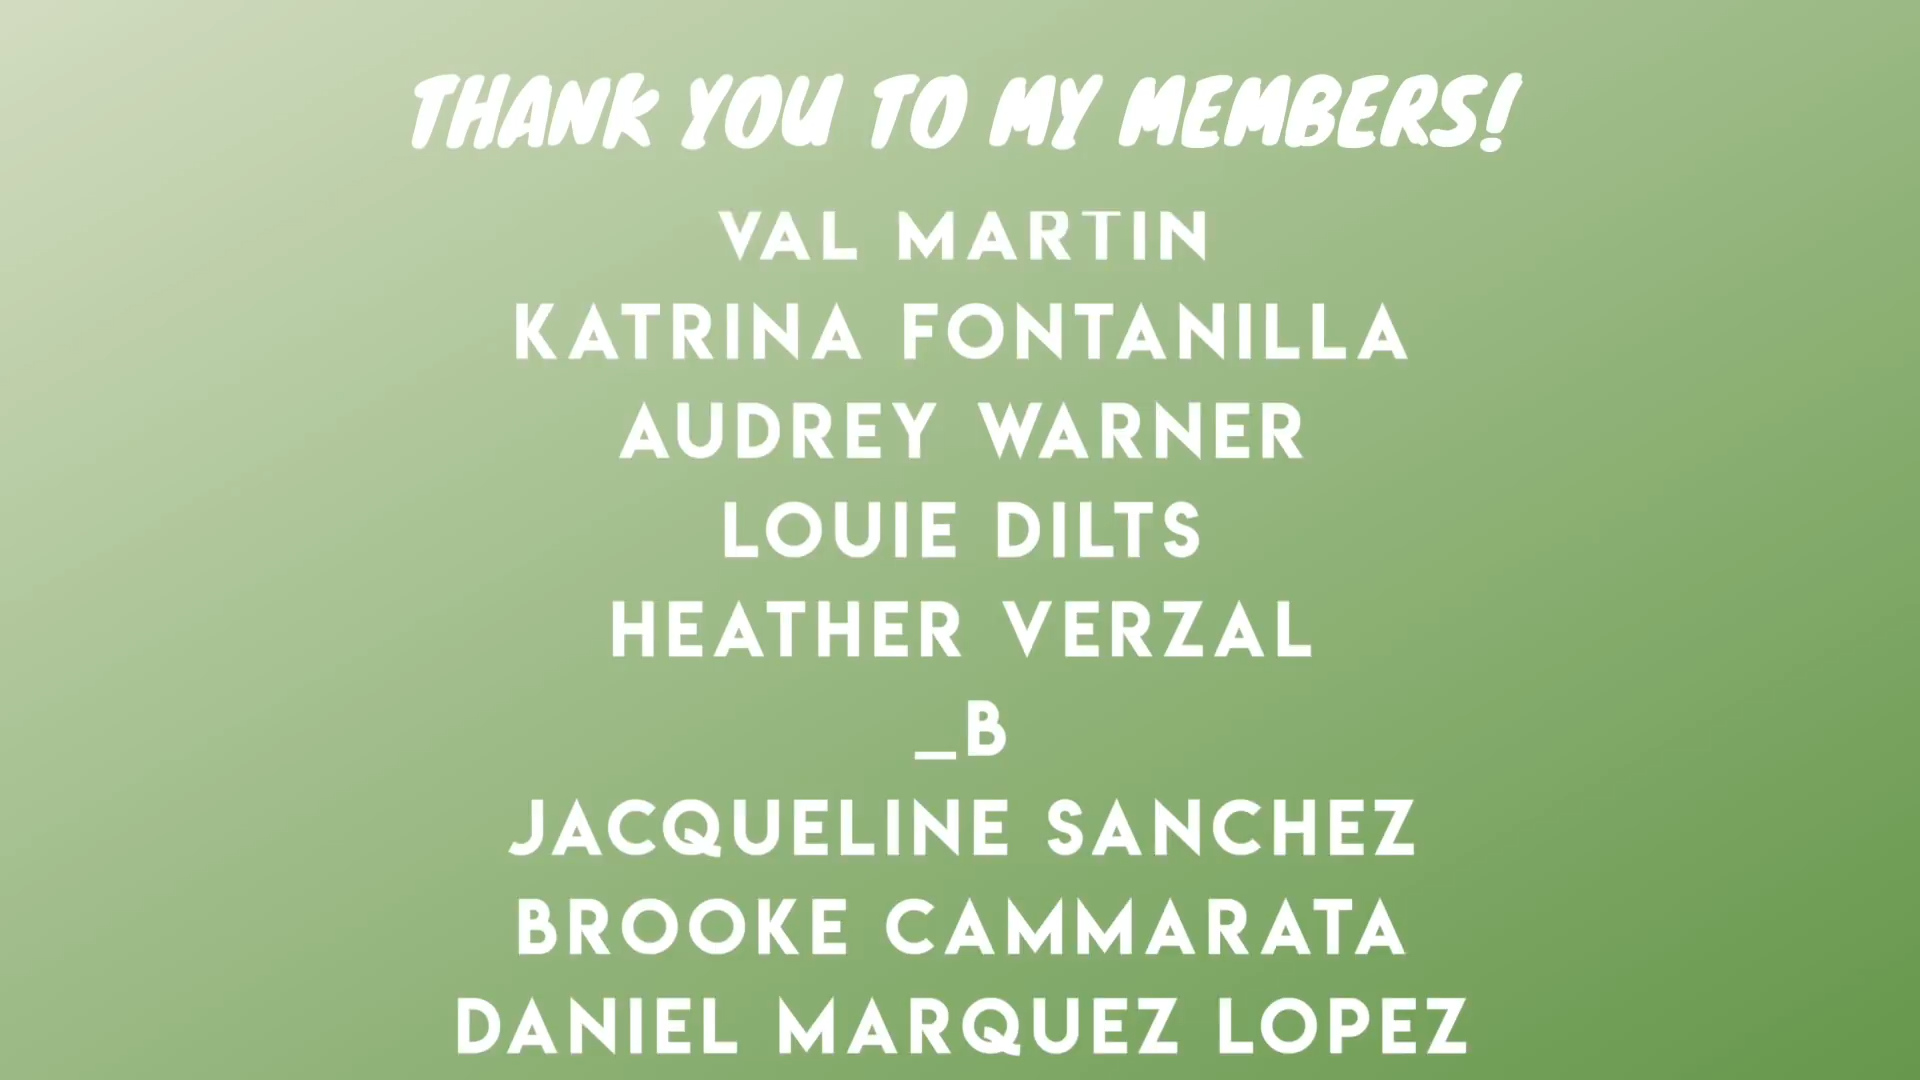 THANK YOU TO MY MEMBERS!
VAL MARTIN
KATRINA FONTANILLA
AUDREY WARNER
LOUIE DILTS
HEATHER VERZAL
_B
JACQUELINE SANCHEZ
BROOKE CAMMARATA
DANIEL MARQUEZ LOPEZ